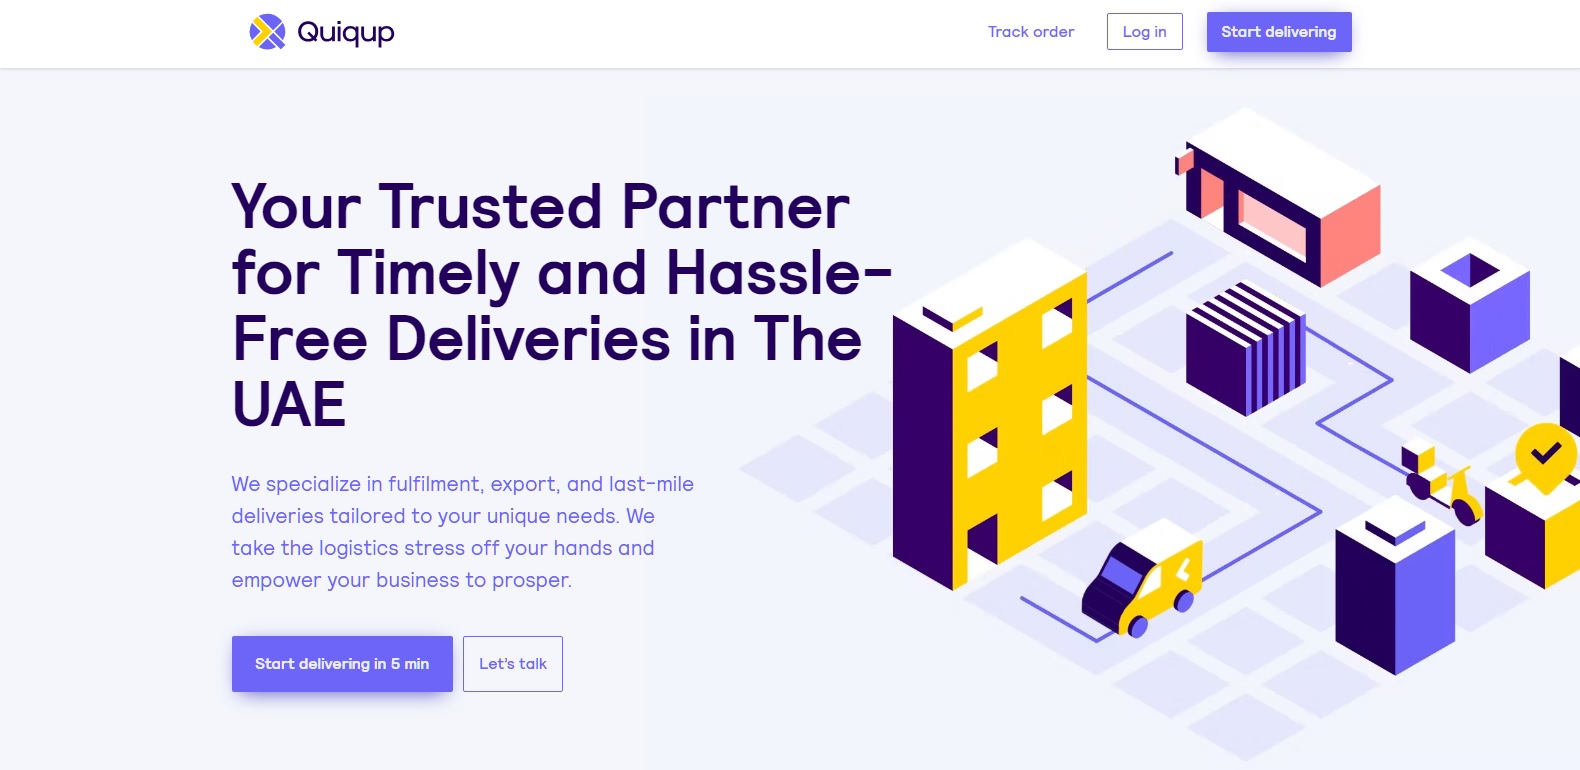 Quiqup
Track order
Log in
Start delivering
Your Trusted Partner
for Timely and Hassle-
Free Deliveries in The
UAE
We specialize in fulfilment, export, and last-mile
deliveries tailored to your unique needs. We
take the logistics stress off your hands and
empower your business to prosper.
Start delivering in 5 min
Let's talk